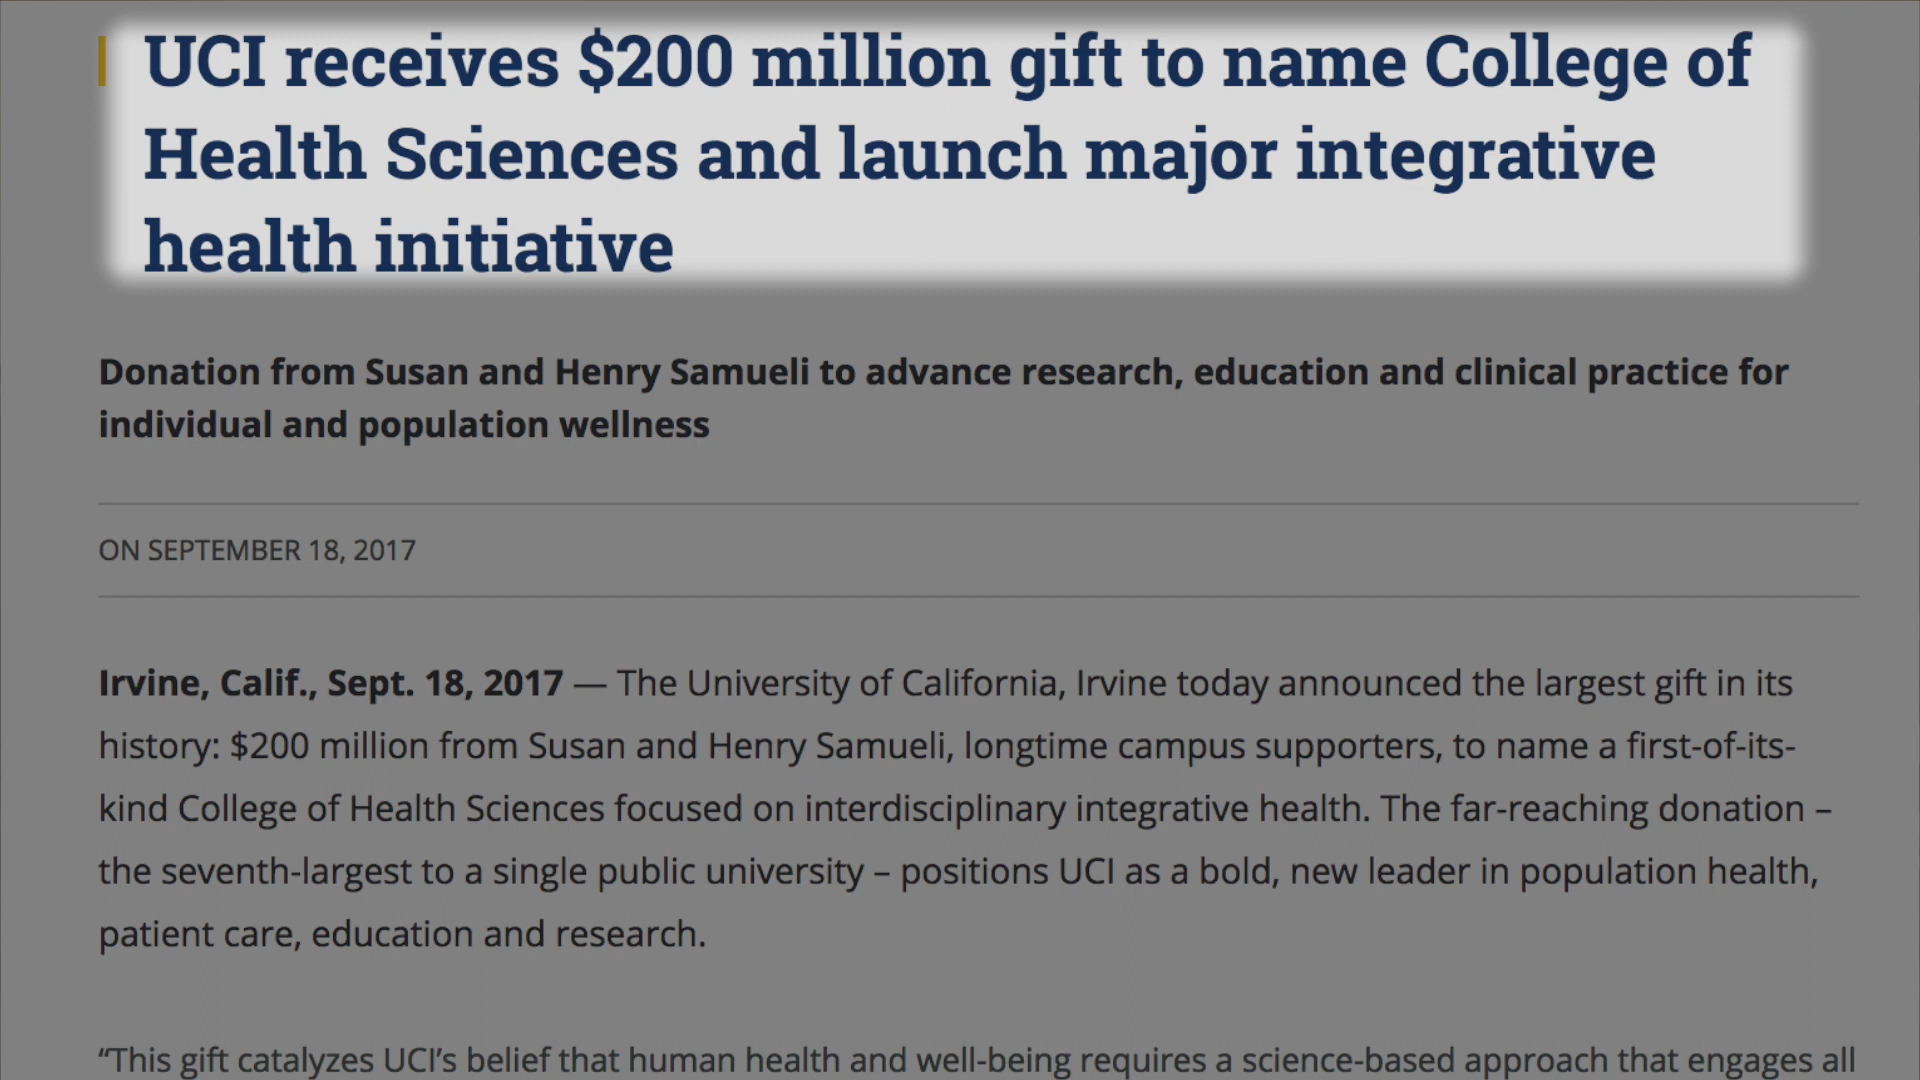 UCI receives $200 million gift to name College of
Health Sciences and launch major integrative
health initiative
Donation from Susan and Henry Samueli to advance research, education and clinical practice for
individual and population wellness
ON SEPTEMBER 18, 2017
Irvine, Calif., Sept. 18, 2017 — The University of California, Irvine today announced the largest gift in its
history: $200 million from Susan and Henry Samueli, longtime campus supporters, to name a first-of-its-
kind College of Health Sciences focused on interdisciplinary integrative health. The far-reaching donation –
the seventh-largest to a single public university – positions UCI as a bold, new leader in population health,
patient care, education and research.
“This gift catalyzes UCI’s belief that human health and well-being requires a science-based approach that engages all